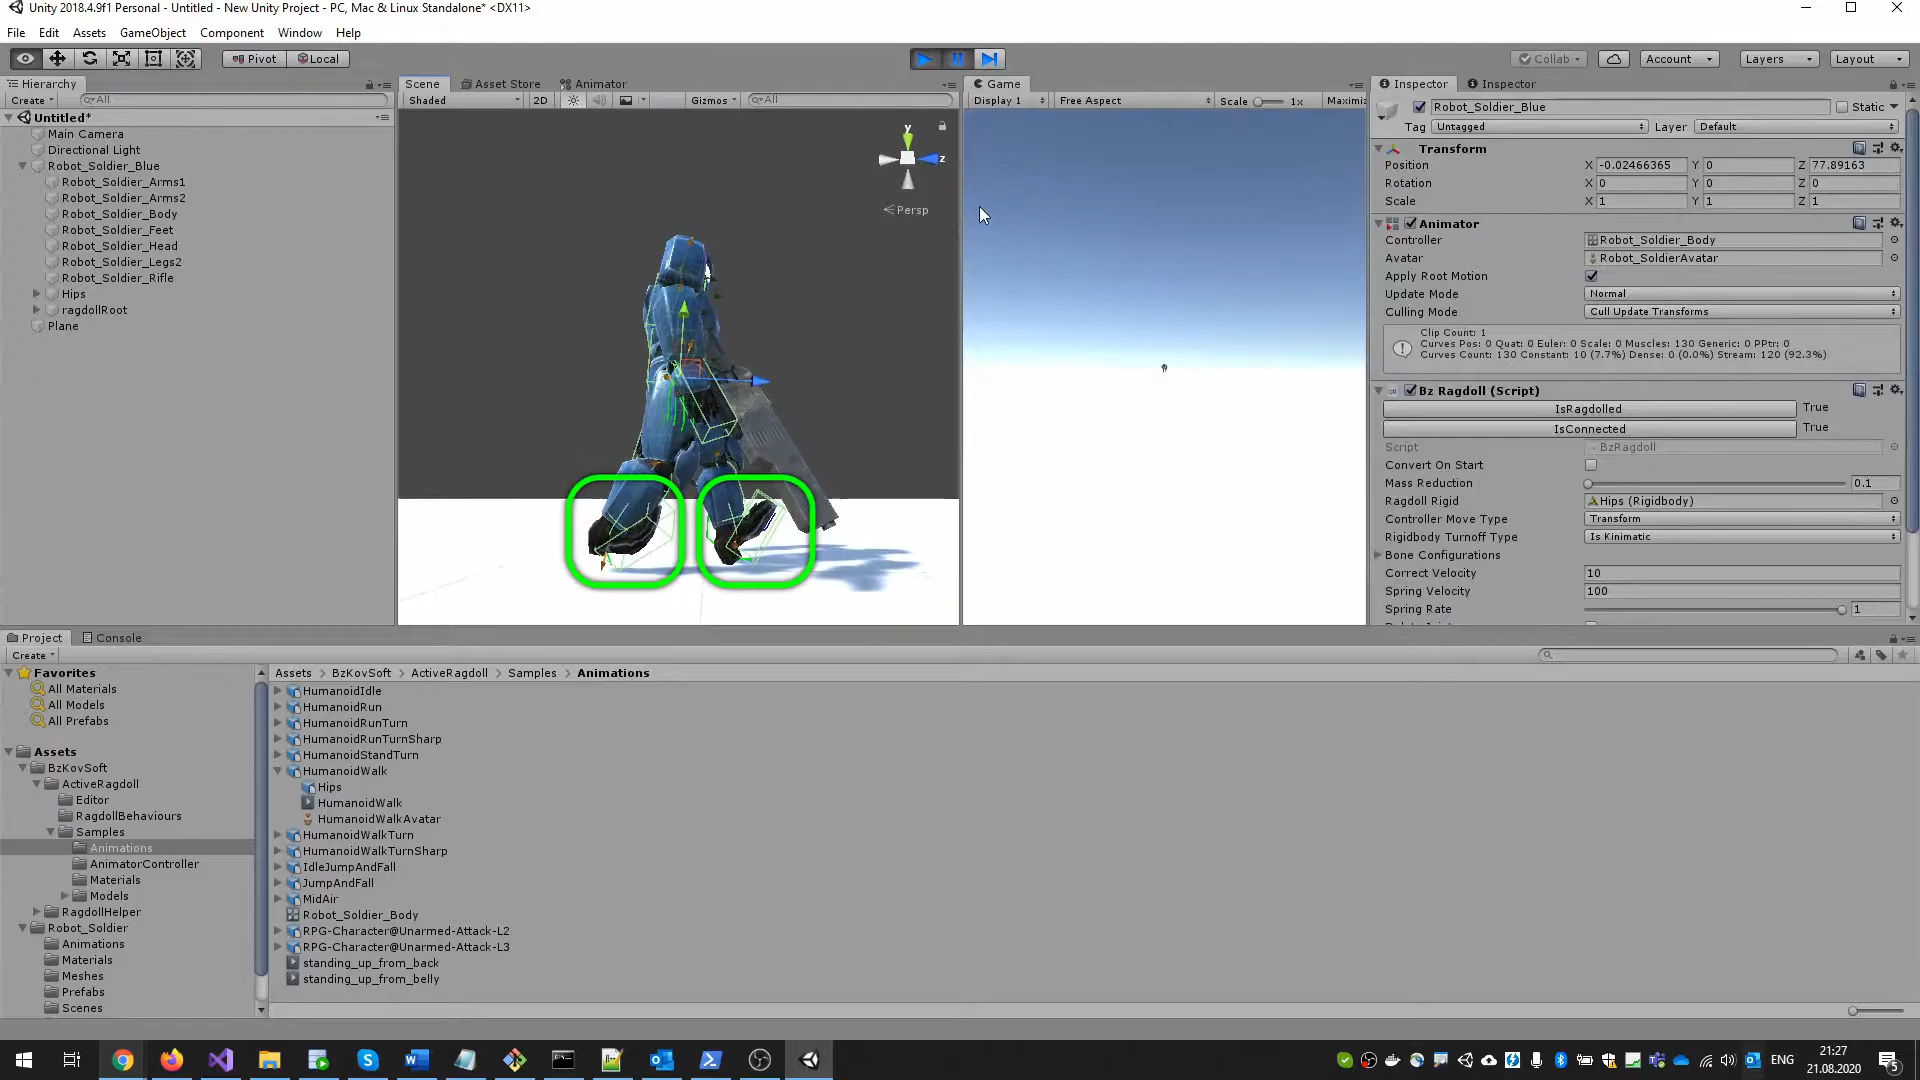 Unity 2018.4.9f1 Personal - Untitled - New Unity Project - PC, Mac & Linux Standalone* <DX11>
File Edit Assets GameObject Component Window Help
Pivot Local Collab Account Layers Layout
Hierarchy
Create All
Untitled*
Main Camera
Directional Light
Robot_Soldier_Blue
Robot_Soldier_Arms1
Robot_Soldier_Arms2
Robot_Soldier_Body
Robot_Soldier_Feet
Robot_Soldier_Head
Robot_Soldier_Legs2
Robot_Soldier_Rifle
Hips
ragdollRoot
Plane
Scene Asset Store Animator
Shaded 2D Gizmos All
y
z
Persp
Game
Display 1 Free Aspect Scale 1x Maximi
Inspector Inspector
Robot_Soldier_Blue Static
Tag Untagged Layer Default
Transform
Position X -0.02466365 Y 0 Z 77.89163
Rotation X 0 Y 0 Z 0
Scale X 1 Y 1 Z 1
Animator
Controller Robot_Soldier_Body
Avatar Robot_SoldierAvatar
Apply Root Motion
Update Mode Normal
Culling Mode Cull Update Transforms
Clip Count: 1
Curves Pos: 0 Quat: 0 Euler: 0 Scale: 0 Muscles: 130 Generic: 0 PPtr: 0
Curves Count: 130 Constant: 10 (7.7%) Dense: 0 (0.0%) Stream: 120 (92.3%)
Bz Ragdoll (Script)
IsRagdolled True
IsConnected True
Script BzRagdoll
Convert On Start
Mass Reduction 0.1
Ragdoll Rigid Hips (Rigidbody)
Controller Move Type Transform
Rigidbody Turnoff Type Is Kinimatic
Bone Configurations
Correct Velocity 10
Spring Velocity 100
Spring Rate 1
Project Console
Create
Favorites
All Materials
All Models
All Prefabs
Assets
BzKovSoft
ActiveRagdoll
Editor
RagdollBehaviours
Samples
Animations
AnimatorController
Materials
Models
RagdollHelper
Robot_Soldier
Animations
Materials
Meshes
Prefabs
Scenes
Assets BzKovSoft ActiveRagdoll Samples Animations
HumanoidIdle
HumanoidRun
HumanoidRunTurn
HumanoidRunTurnSharp
HumanoidStandTurn
HumanoidWalk
Hips
HumanoidWalk
HumanoidWalkAvatar
HumanoidWalkTurn
HumanoidWalkTurnSharp
IdleJumpAndFall
JumpAndFall
MidAir
Robot_Soldier_Body
RPG-Character@Unarmed-Attack-L2
RPG-Character@Unarmed-Attack-L3
standing_up_from_back
standing_up_from_belly
ENG
21:27
21.08.2020
5